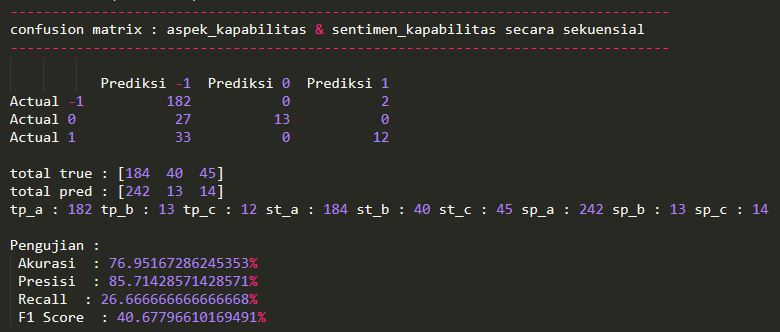 ------------------------------------------------------------------------
confusion matrix : aspek_kapabilitas & sentimen_kapabilitas secara sekuensial
------------------------------------------------------------------------
Prediksi -1  Prediksi 0  Prediksi 1
Actual -1          182           0           2
Actual 0            27          13           0
Actual 1            33           0          12
total true : [184  40  45]
total pred : [242  13  14]
tp_a : 182 tp_b : 13 tp_c : 12 st_a : 184 st_b : 40 st_c : 45 sp_a : 242 sp_b : 13 sp_c : 14
Pengujian :
Akurasi  : 76.95167286245353%
Presisi  : 85.71428571428571%
Recall  : 26.666666666666668%
F1 Score  : 40.67796610169491%